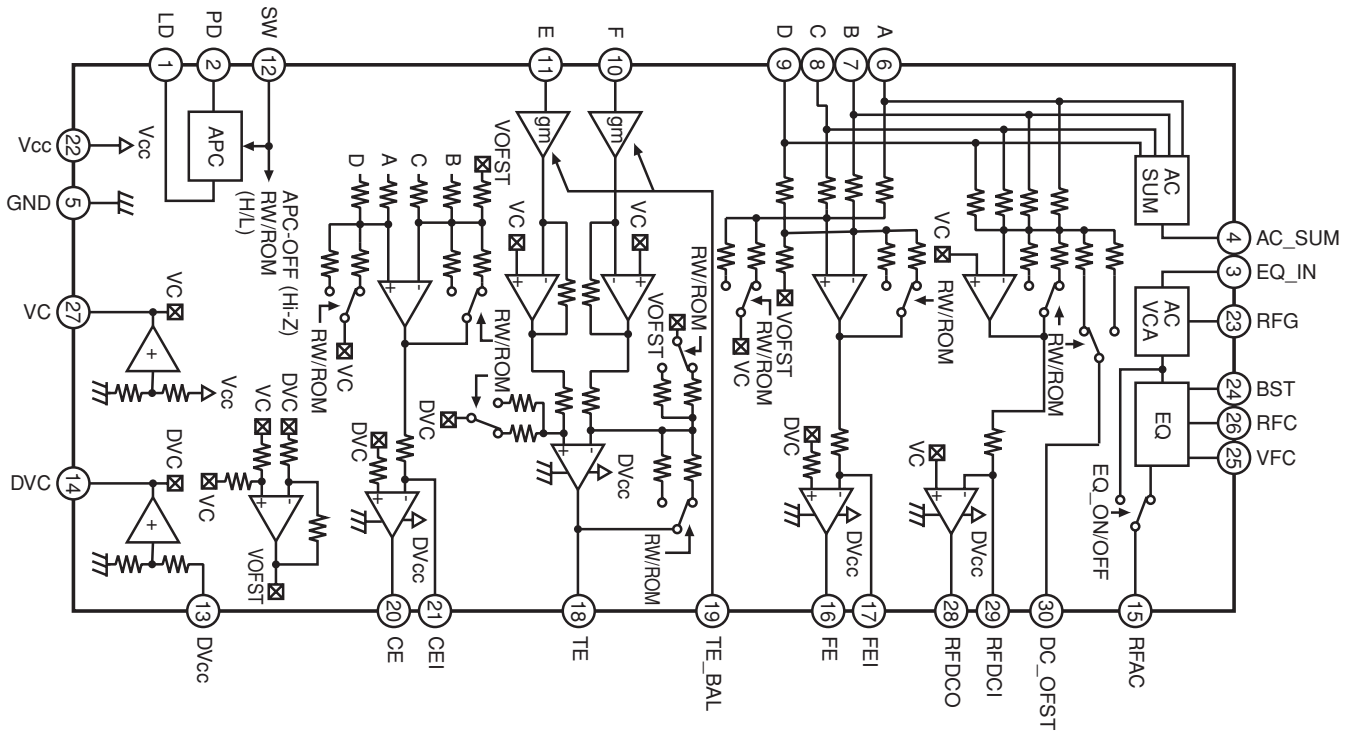 LD
PD
SW
E
F
D
C
B
A
1
2
12
11
10
9
8
7
6
Vcc
22
Vcc
GND
5
APC
APC-OFF (Hi-Z)
RW/ROM
(H/L)
gm
gm
AC
SUM
4
AC_SUM
3
EQ_IN
AC
VCA
23
RFG
24
BST
26
RFC
25
VFC
EQ
EQ_ON/OFF
D
A
C
B
VOFST
RW/ROM
VC
+
-
RW/ROM
VC
+
-
VC
-
+
RW/ROM
VOFST
RW/ROM
DVC
+
-
DVcc
RW/ROM
RW/ROM
VC
VOFST
+
-
RW/ROM
VC
+
-
RW/ROM
VC
27
VC
+
Vcc
DVC
14
DVC
+
VC
DVC
VC
+
-
VOFST
DVC
+
-
DVcc
DVC
+
-
DVcc
VC
+
-
DVcc
13
DVcc
20
CE
21
CEI
18
TE
19
TE_BAL
16
FE
17
FEI
28
RFDCO
29
RFDCI
30
DC_OFST
15
RFAC